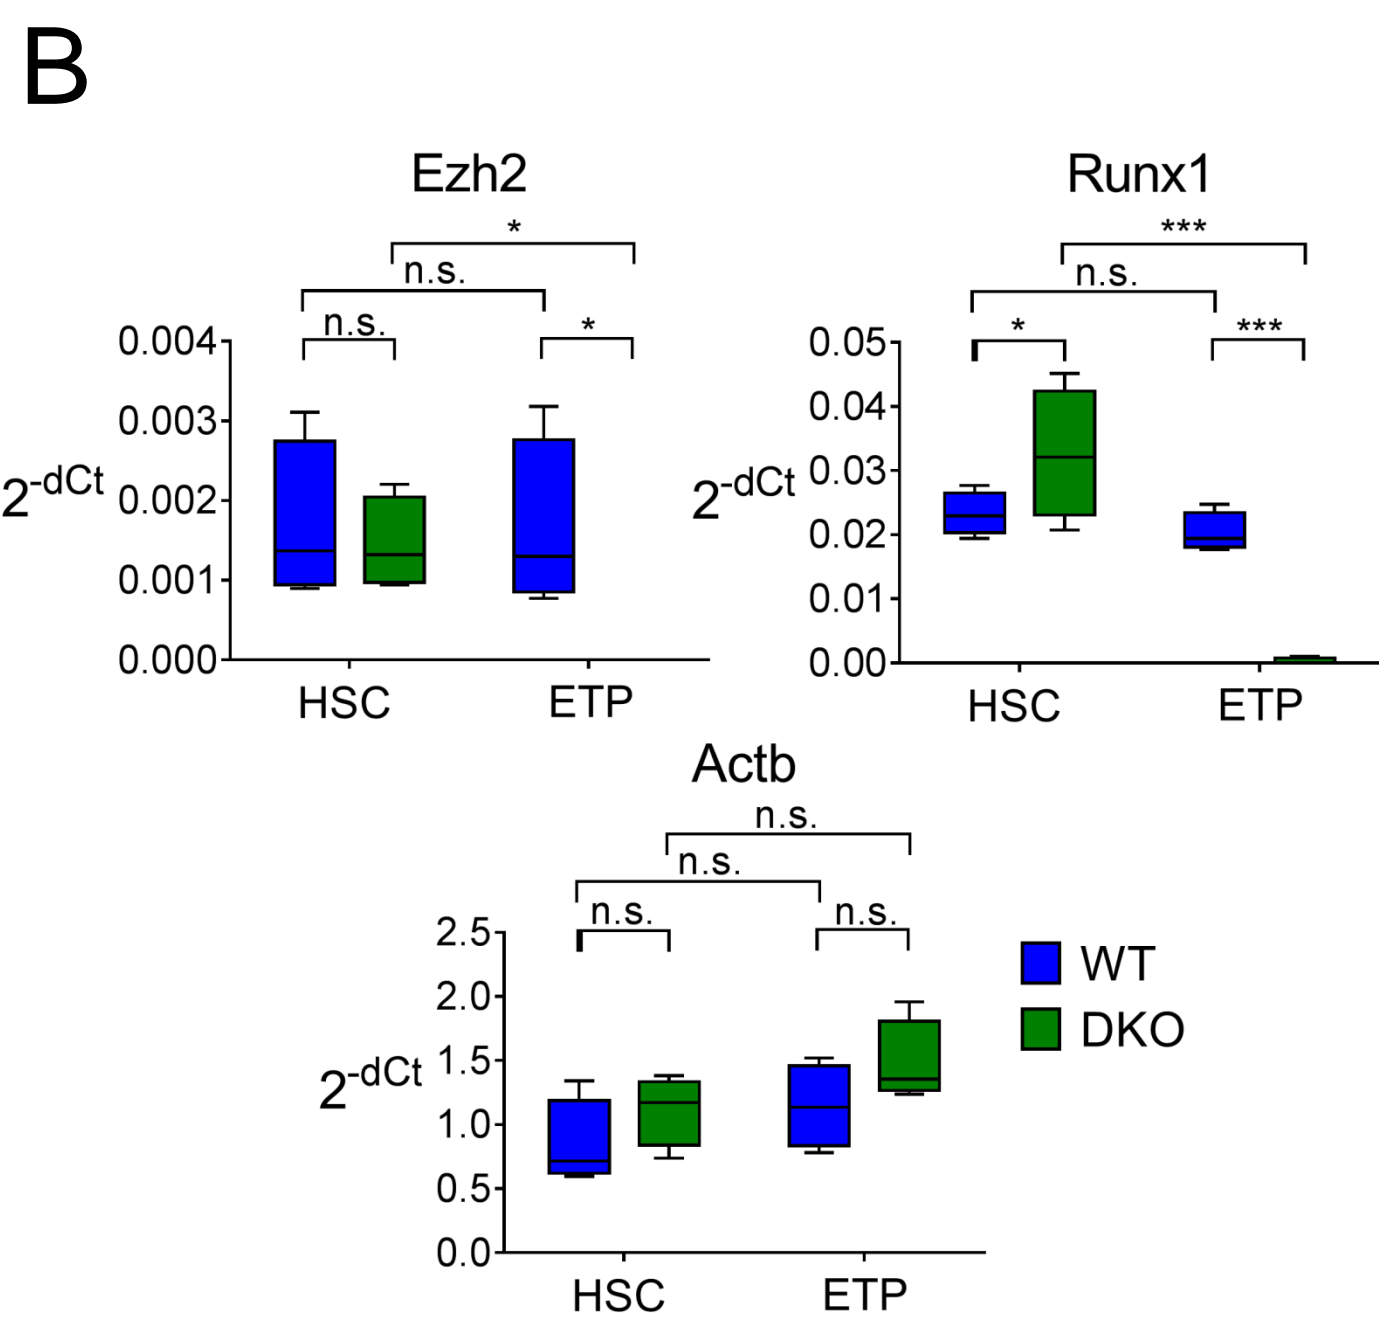 B
Ezh2
*
n.s.
n.s.
*
0.004
0.003
0.002
0.001
0.000
2-dCt
HSC
ETP
Runx1
***
n.s.
*
***
0.05
0.04
0.03
0.02
0.01
0.00
2-dCt
HSC
ETP
Actb
n.s.
n.s.
n.s.
n.s.
2.5
2.0
1.5
1.0
0.5
0.0
2-dCt
HSC
ETP
WT
DKO